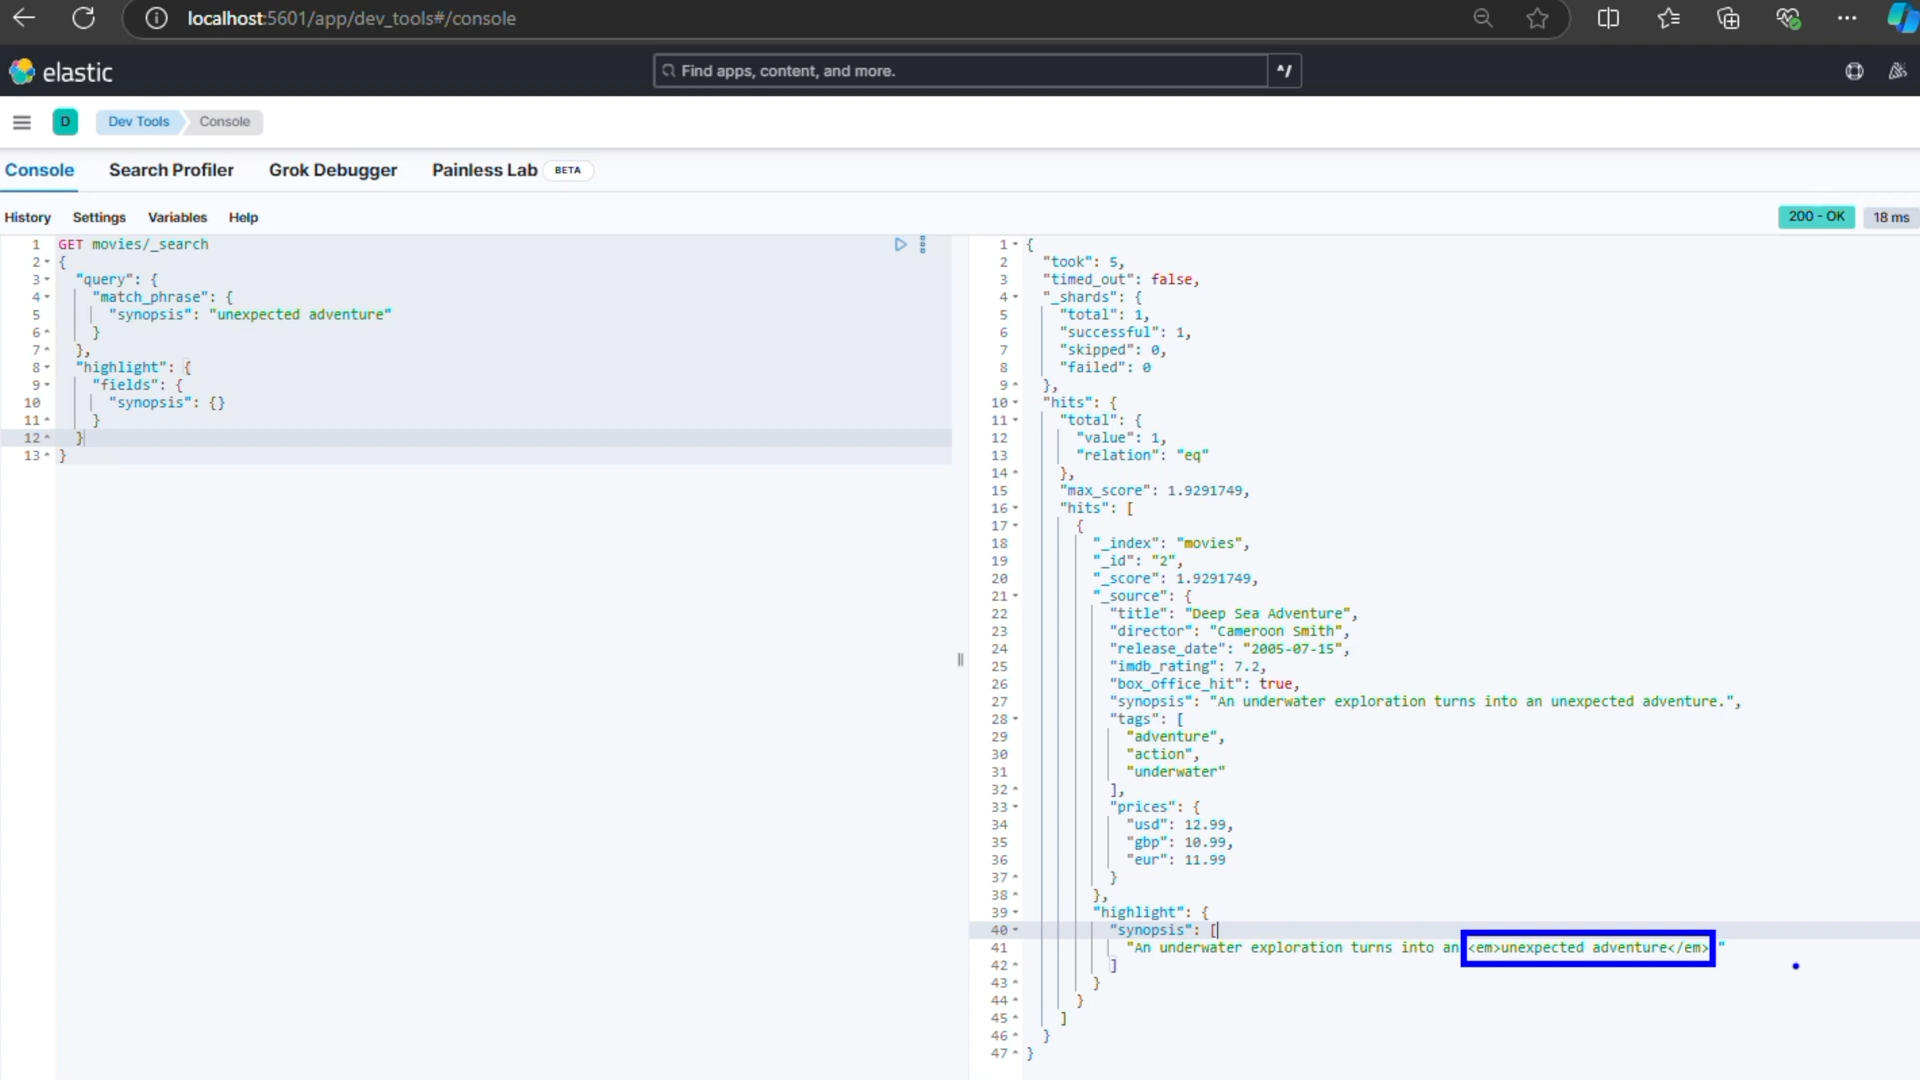 localhost:5601/app/dev_tools#/console
elastic
Find apps, content, and more.
^/
D
Dev Tools
Console
Console
Search Profiler
Grok Debugger
Painless Lab
BETA
History
Settings
Variables
Help
200 - OK
18 ms
1 GET movies/_search
2 {
3 "query": {
4 "match_phrase": {
5 "synopsis": "unexpected adventure"
6 }
7 },
8 "highlight": {
9 "fields": {
10 "synopsis": {}
11 }
12 }
13 }
1 {
2 "took": 5,
3 "timed_out": false,
4 "_shards": {
5 "total": 1,
6 "successful": 1,
7 "skipped": 0,
8 "failed": 0
9 },
10 "hits": {
11 "total": {
12 "value": 1,
13 "relation": "eq"
14 },
15 "max_score": 1.9291749,
16 "hits": [
17 {
18 "_index": "movies",
19 "_id": "2",
20 "_score": 1.9291749,
21 "_source": {
22 "title": "Deep Sea Adventure",
23 "director": "Cameroon Smith",
24 "release_date": "2005-07-15",
25 "imdb_rating": 7.2,
26 "box_office_hit": true,
27 "synopsis": "An underwater exploration turns into an unexpected adventure.",
28 "tags": [
29 "adventure",
30 "action",
31 "underwater"
32 ],
33 "prices": {
34 "usd": 12.99,
35 "gbp": 10.99,
36 "eur": 11.99
37 }
38 },
39 "highlight": {
40 "synopsis": [
41 "An underwater exploration turns into an <em>unexpected adventure</em> "
42 ]
43 }
44 }
45 ]
46 }
47 }